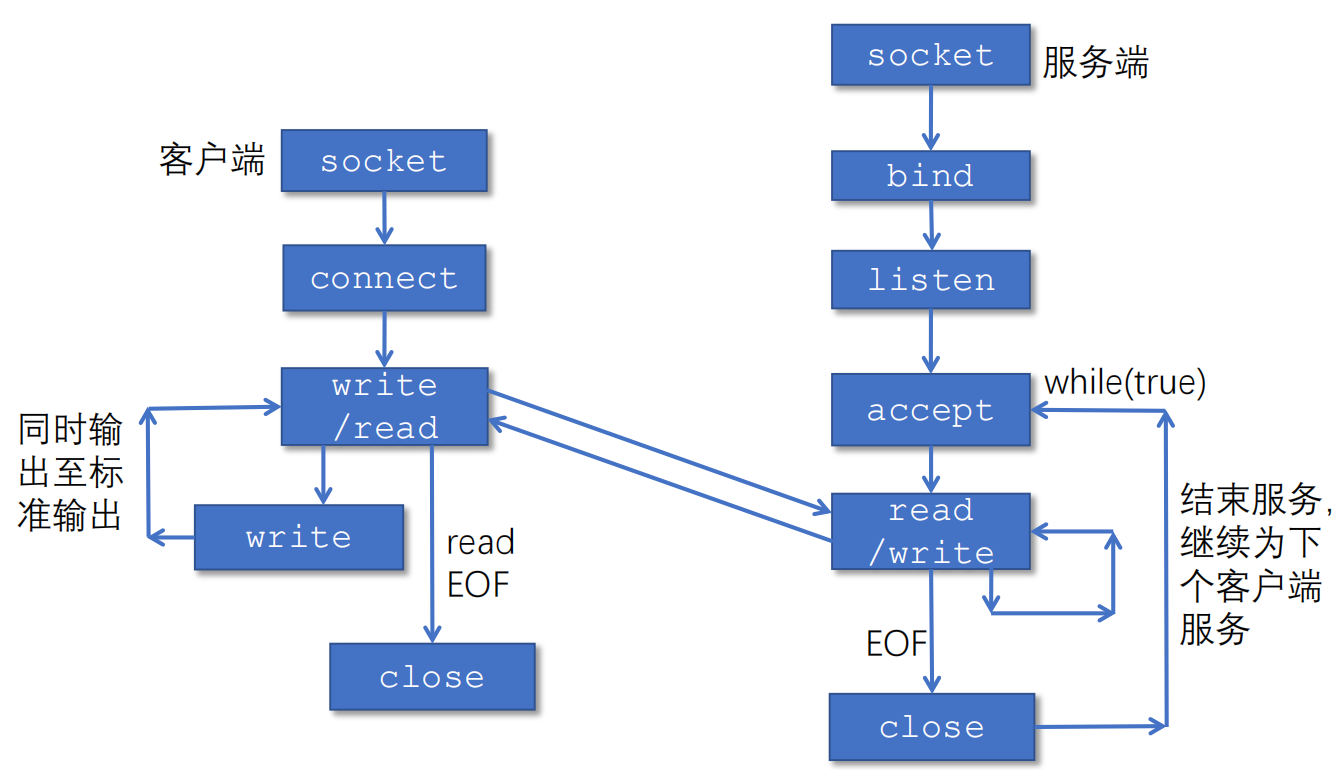 客户端
socket
connect
write
/read
同时输
出至标
准输出
write
read
EOF
close
socket
服务端
bind
listen
accept
while(true)
read
/write
结束服务,
继续为下
个客户端
服务
EOF
close